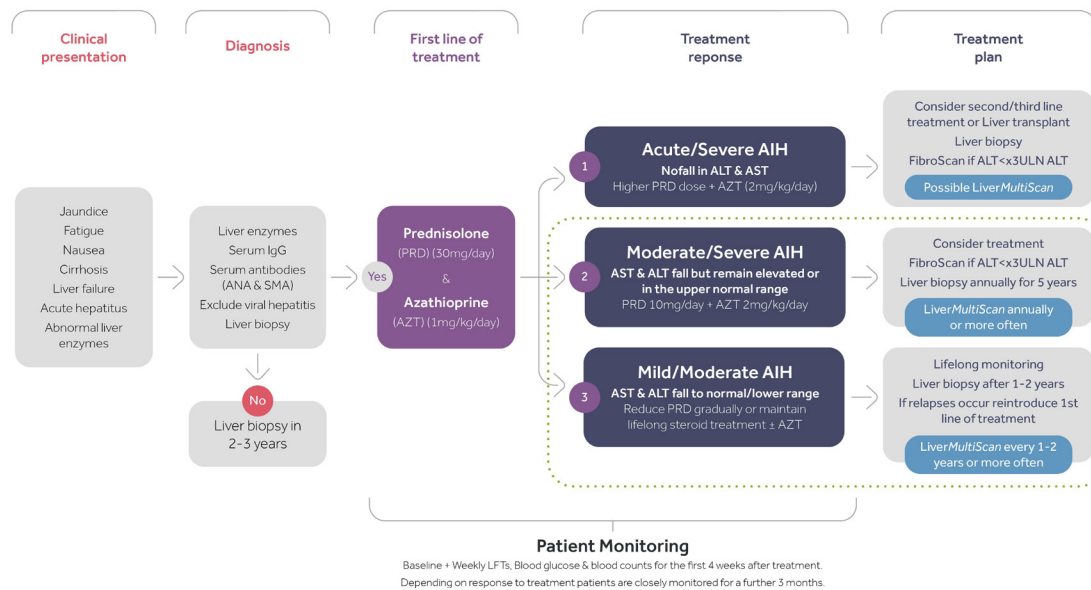 Clinical
presentation
Diagnosis
First line of
treatment
Treatment
reponse
Treatment
plan
Jaundice
Fatigue
Nausea
Cirrhosis
Liver failure
Acute hepatitus
Abnormal liver
enzymes
Liver enzymes
Serum IgG
Serum antibodies
(ANA & SMA)
Exclude viral hepatitis
Liver biopsy
No
Liver biopsy in
2-3 years
Yes
Prednisolone
(PRD) (30mg/day)
&
Azathioprine
(AZT) (1mg/kg/day)
1
Acute/Severe AIH
Nofall in ALT & AST
Higher PRD dose + AZT (2mg/kg/day)
2
Moderate/Severe AIH
AST & ALT fall but remain elevated or
in the upper normal range
PRD 10mg/day + AZT 2mg/kg/day
3
Mild/Moderate AIH
AST & ALT fall to normal/lower range
Reduce PRD gradually or maintain
lifelong steroid treatment ± AZT
Consider second/third line
treatment or Liver transplant
Liver biopsy
FibroScan if ALT<x3ULN ALT
Possible LiverMultiScan
Consider treatment
FibroScan if ALT<x3ULN ALT
Liver biopsy annually for 5 years
LiverMultiScan annually
or more often
Lifelong monitoring
Liver biopsy after 1-2 years
If relapses occur reintroduce 1st
line of treatment
LiverMultiScan every 1-2
years or more often
Patient Monitoring
Baseline + Weekly LFTs, Blood glucose & blood counts for the first 4 weeks after treatment.
Depending on response to treatment patients are closely monitored for a further 3 months.